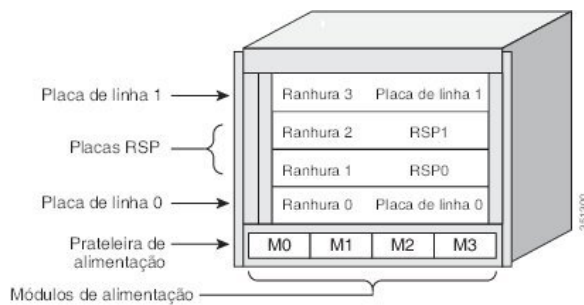 Placa de linha 1
Ranhura 3 Placa de linha 1
Placas RSP
Ranhura 2 RSP1
Ranhura 1 RSP0
Placa de linha 0
Ranhura 0 Placa de linha 0
Prateleira de
alimentação
M0 M1 M2 M3
Módulos de alimentação